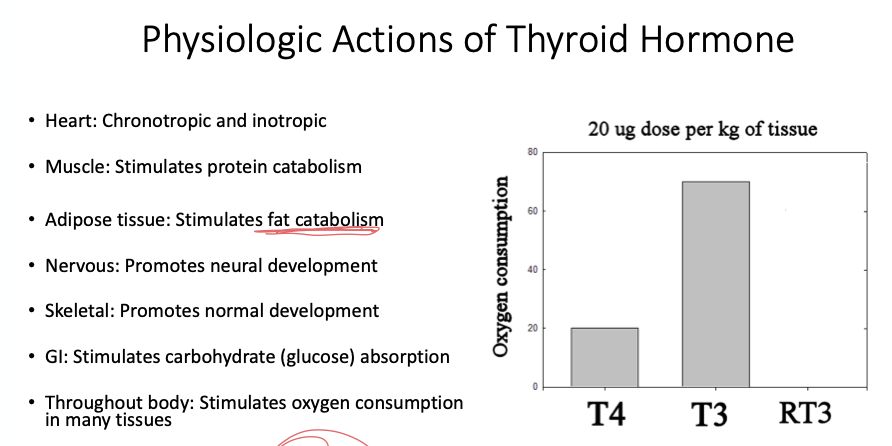 Physiologic Actions of Thyroid Hormone
• Heart: Chronotropic and inotropic
• Muscle: Stimulates protein catabolism
• Adipose tissue: Stimulates fat catabolism
• Nervous: Promotes neural development
• Skeletal: Promotes normal development
• GI: Stimulates carbohydrate (glucose) absorption
• Throughout body: Stimulates oxygen consumption
in many tissues
20 ug dose per kg of tissue
Oxygen consumption
80
60
40
20
0
T4 T3 RT3